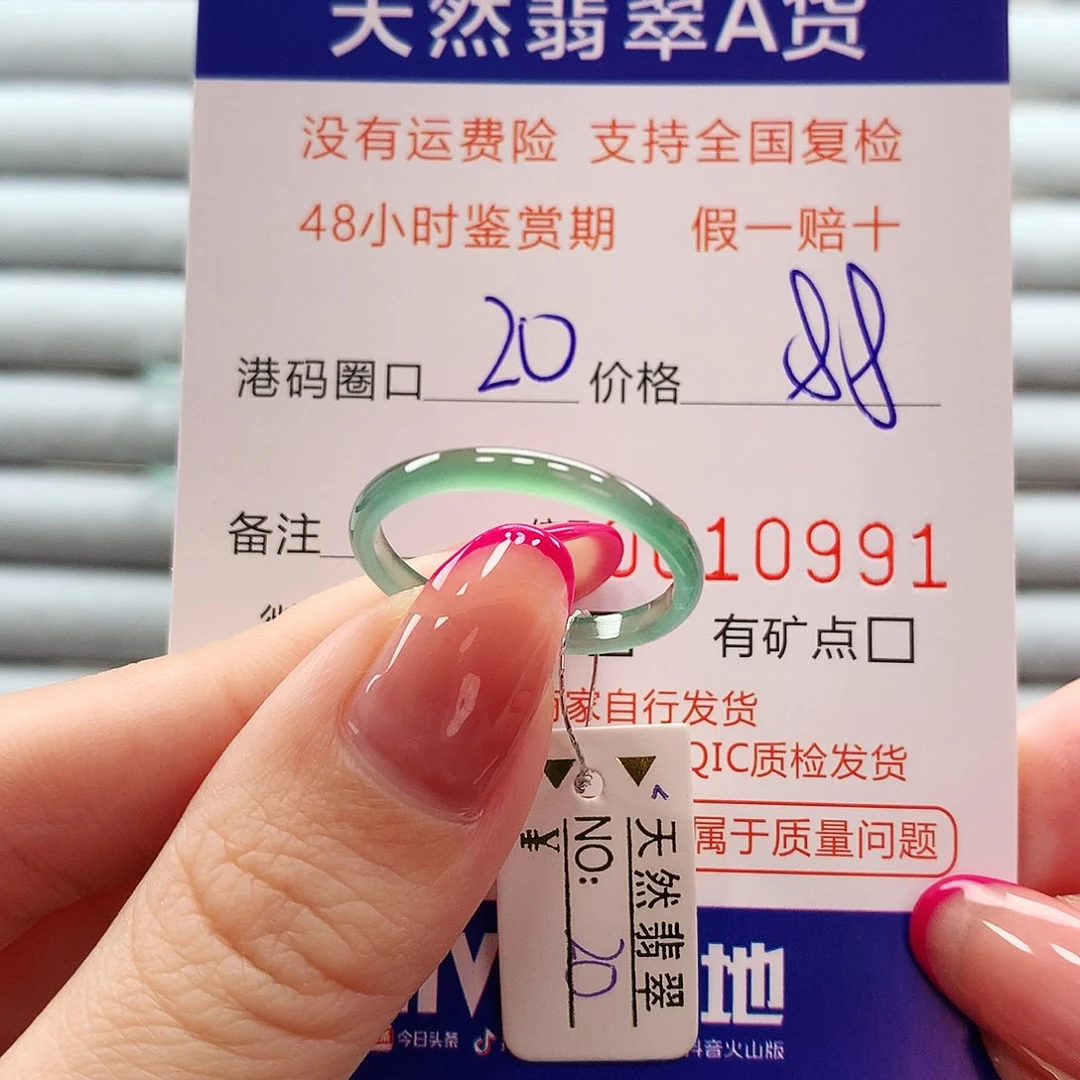 天然翡翠A货
没有运费险 支持全国复检
48小时鉴赏期 假一赔十
港码圈口 20 价格 88
备注
10991
有矿点□
家自行发货
QIC质检发货
属于质量问题
天然翡翠
NO: 20
¥
地
今日头条
抖音火山版